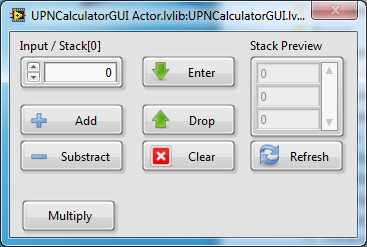 UPNCalculatorGUI Actor.lvlib:UPNCalculatorGUI.lv...
Input / Stack[0]
Stack Preview
0
Enter
0
0
0
Add
Drop
Substract
Clear
Refresh
Multiply